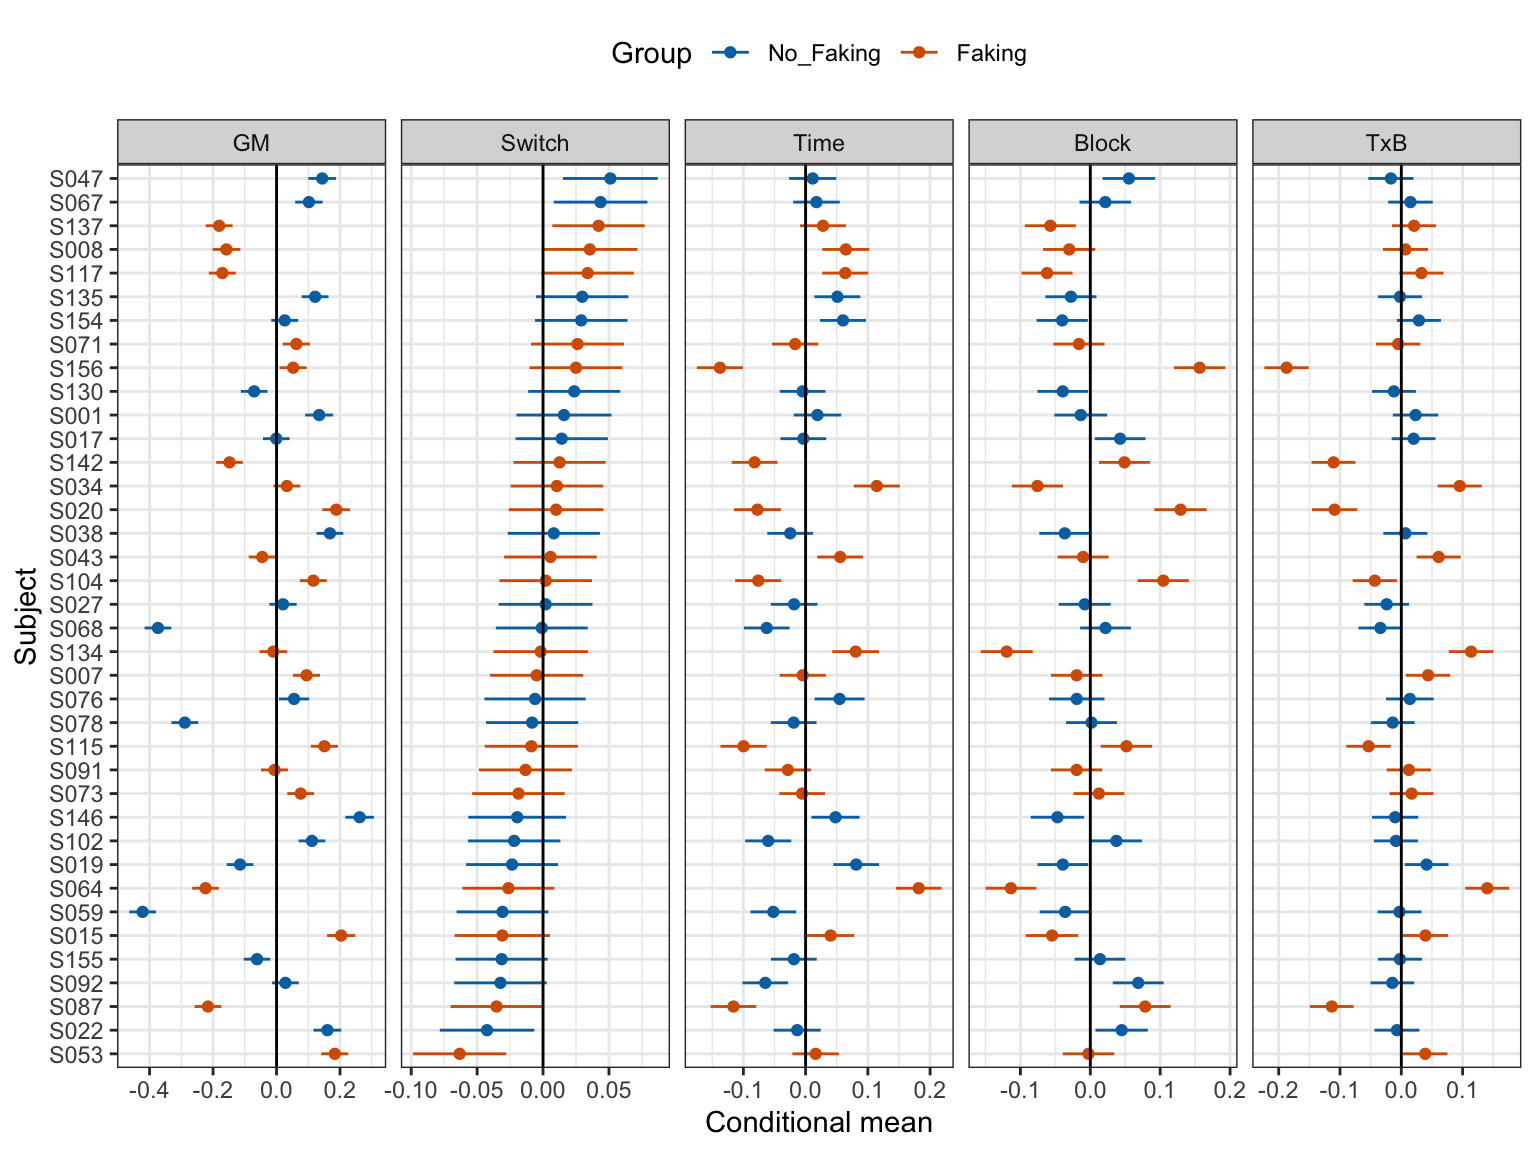 Group No_Faking Faking
GM Switch Time Block TxB
S047
S067
S137
S008
S117
S135
S154
S071
S156
S130
S001
S017
S142
S034
S020
S038
S043
S104
S027
S068
S134
S007
S076
S078
S115
S091
S073
S146
S102
S019
S064
S059
S015
S155
S092
S087
S022
S053
Subject
-0.4 -0.2 0.0 0.2 -0.10 -0.05 0.00 0.05 -0.1 0.0 0.1 0.2 -0.1 0.0 0.1 0.2 -0.2 -0.1 0.0 0.1
Conditional mean